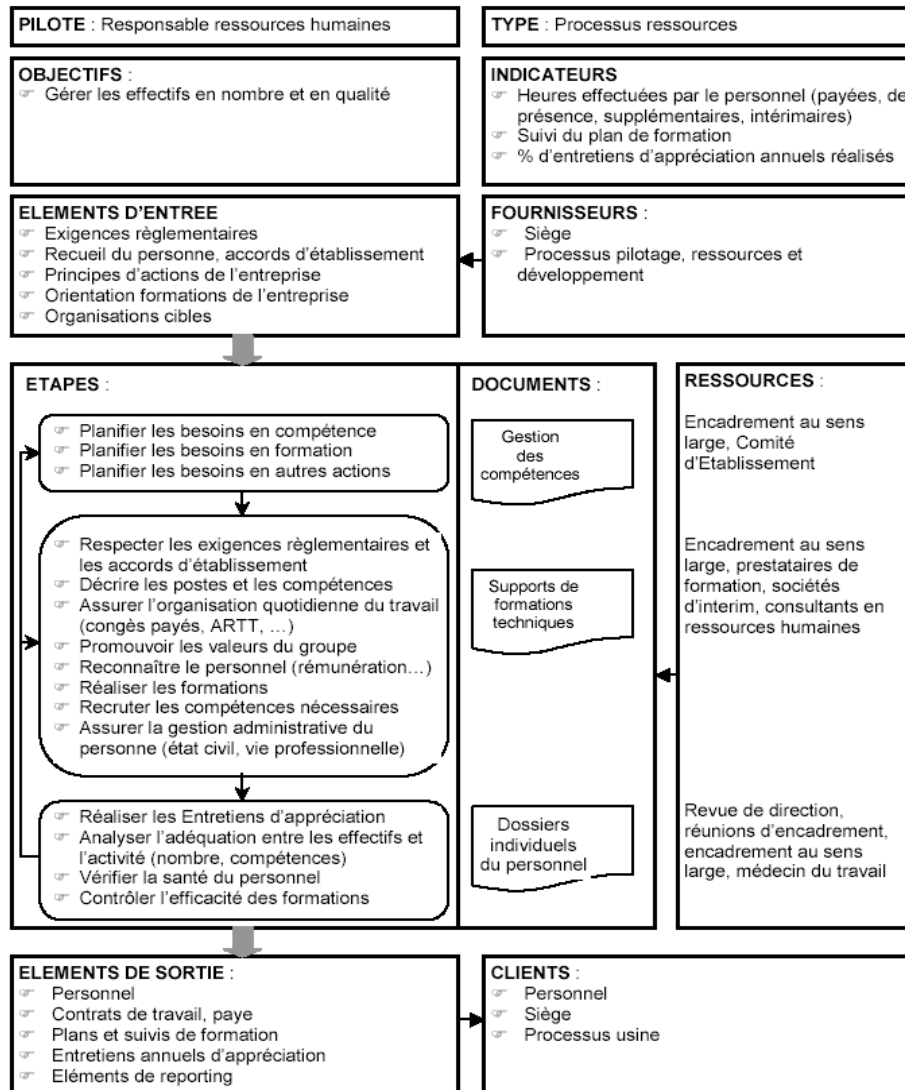 PILOTE : Responsable ressources humaines
TYPE : Processus ressources
OBJECTIFS :
☞ Gérer les effectifs en nombre et en qualité
INDICATEURS
☞ Heures effectuées par le personnel (payées, de
présence, supplémentaires, intérimaires)
☞ Suivi du plan de formation
☞ % d'entretiens d'appréciation annuels réalisés
ELEMENTS D'ENTREE
☞ Exigences règlementaires
☞ Recueil du personne, accords d'établissement
☞ Principes d'actions de l'entreprise
☞ Orientation formations de l'entreprise
☞ Organisations cibles
FOURNISSEURS :
☞ Siège
☞ Processus pilotage, ressources et
développement
ETAPES :
☞ Planifier les besoins en compétence
☞ Planifier les besoins en formation
☞ Planifier les besoins en autres actions
☞ Respecter les exigences règlementaires et
les accords d'établissement
☞ Décrire les postes et les compétences
☞ Assurer l'organisation quotidienne du travail
(congès payés, ARTT, ...)
☞ Promouvoir les valeurs du groupe
☞ Reconnaître le personnel (rémunération...)
☞ Réaliser les formations
☞ Recruter les compétences nécessaires
☞ Assurer la gestion administrative du
personne (état civil, vie professionnelle)
☞ Réaliser les Entretiens d'appréciation
☞ Analyser l'adéquation entre les effectifs et
l'activité (nombre, compétences)
☞ Vérifier la santé du personnel
☞ Contrôler l'efficacité des formations
DOCUMENTS :
Gestion
des
compétences
Supports de
formations
techniques
Dossiers
individuels
du personnel
RESSOURCES :
Encadrement au sens
large, Comité
d'Etablissement
Encadrement au sens
large, prestataires de
formation, sociétés
d'interim, consultants en
ressources humaines
Revue de direction,
réunions d'encadrement,
encadrement au sens
large, médecin du travail
ELEMENTS DE SORTIE :
☞ Personnel
☞ Contrats de travail, paye
☞ Plans et suivis de formation
☞ Entretiens annuels d'appréciation
☞ Eléments de reporting
CLIENTS :
☞ Personnel
☞ Siège
☞ Processus usine